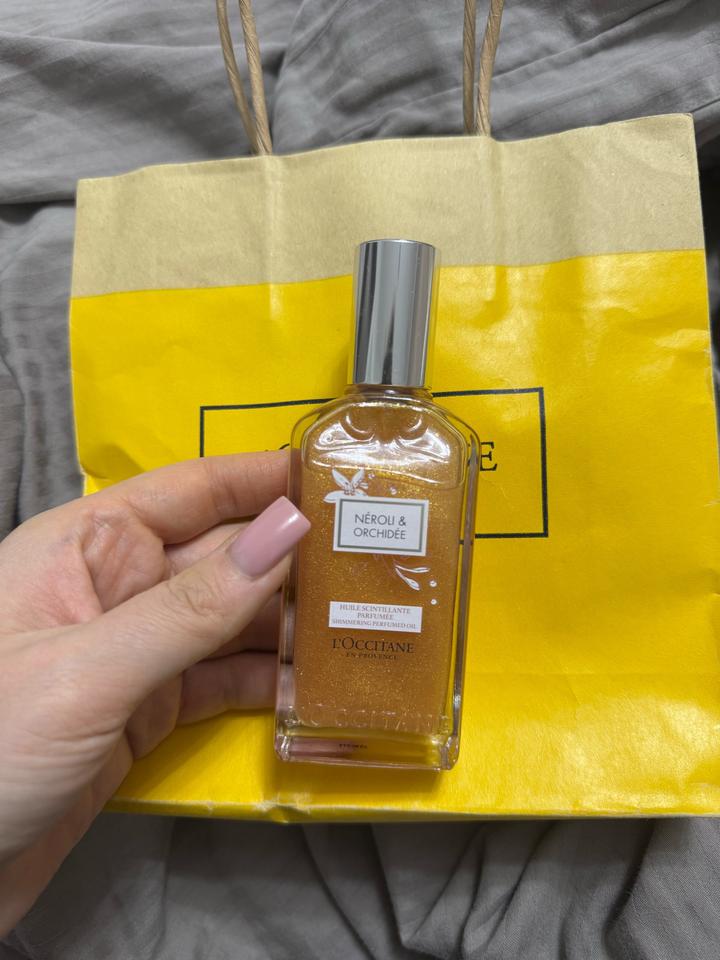 E
NÉROLI &
ORCHIDÉE
HUILE SCINTILLANTE
PARFUMÉE
SHIMMERING PERFUMED OIL
L'OCCITANE
EN PROVENCE
L'OCCITANE